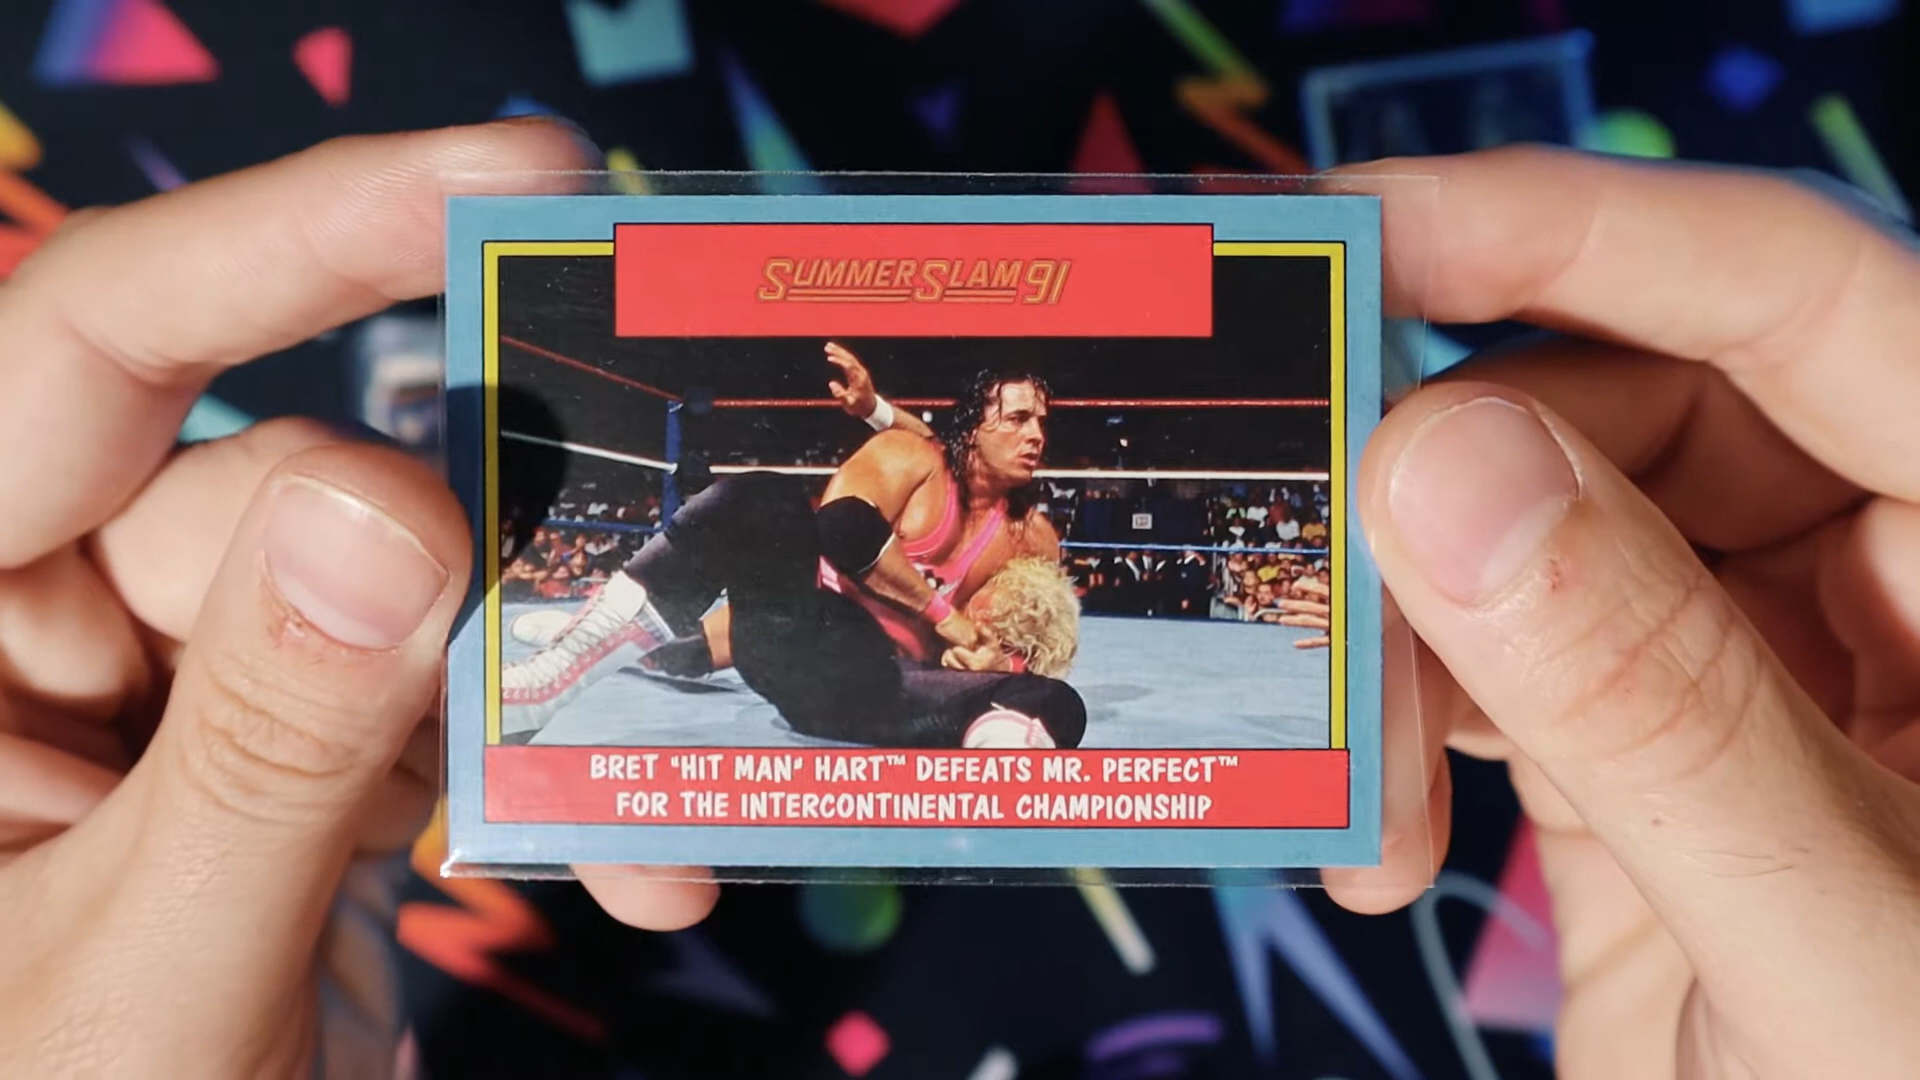 SUMMERSLAM 91
BRET "HIT MAN" HART™ DEFEATS MR. PERFECT™
FOR THE INTERCONTINENTAL CHAMPIONSHIP